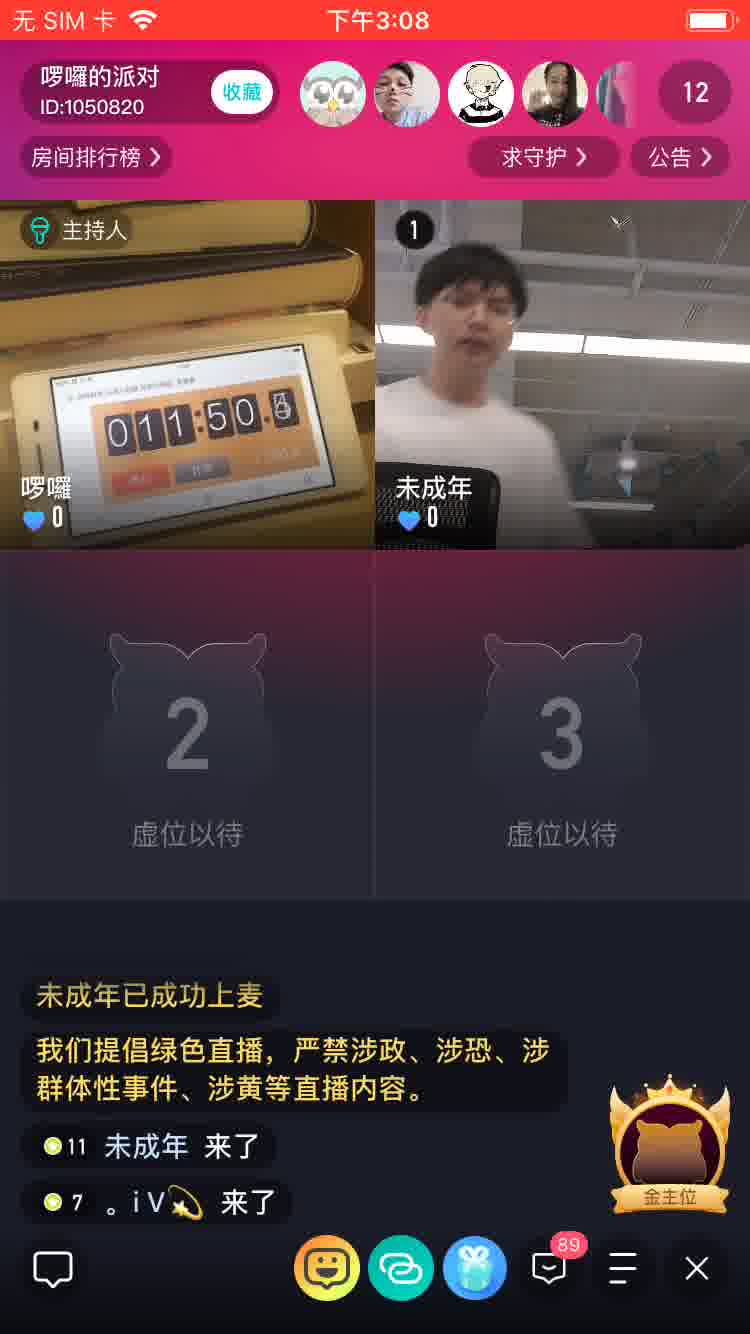 无 SIM 卡
下午3:08
啰囉的派对
ID:1050820
收藏
12
房间排行榜
求守护
公告
主持人
1
011:50.
啰囉
0
未成年
0
2
虚位以待
3
虚位以待
未成年已成功上麦
我们提倡绿色直播，严禁涉政、涉恐、涉
群体性事件、涉黄等直播内容。
11 未成年 来了
7 。iV💫 来了
金主位
89